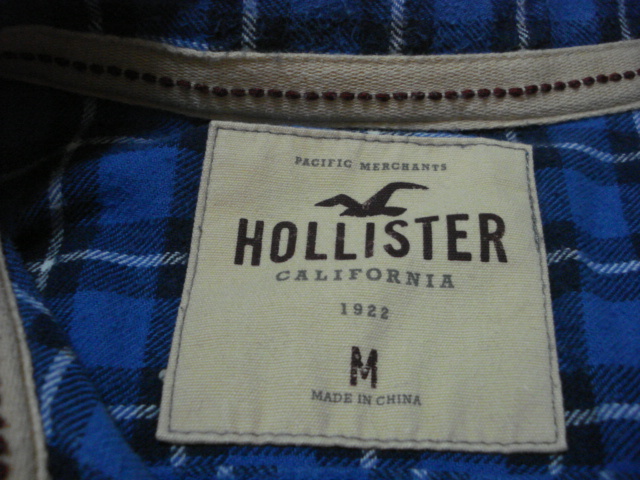 PACIFIC MERCHANTS
HOLLISTER
CALIFORNIA
1922
M
MADE IN CHINA